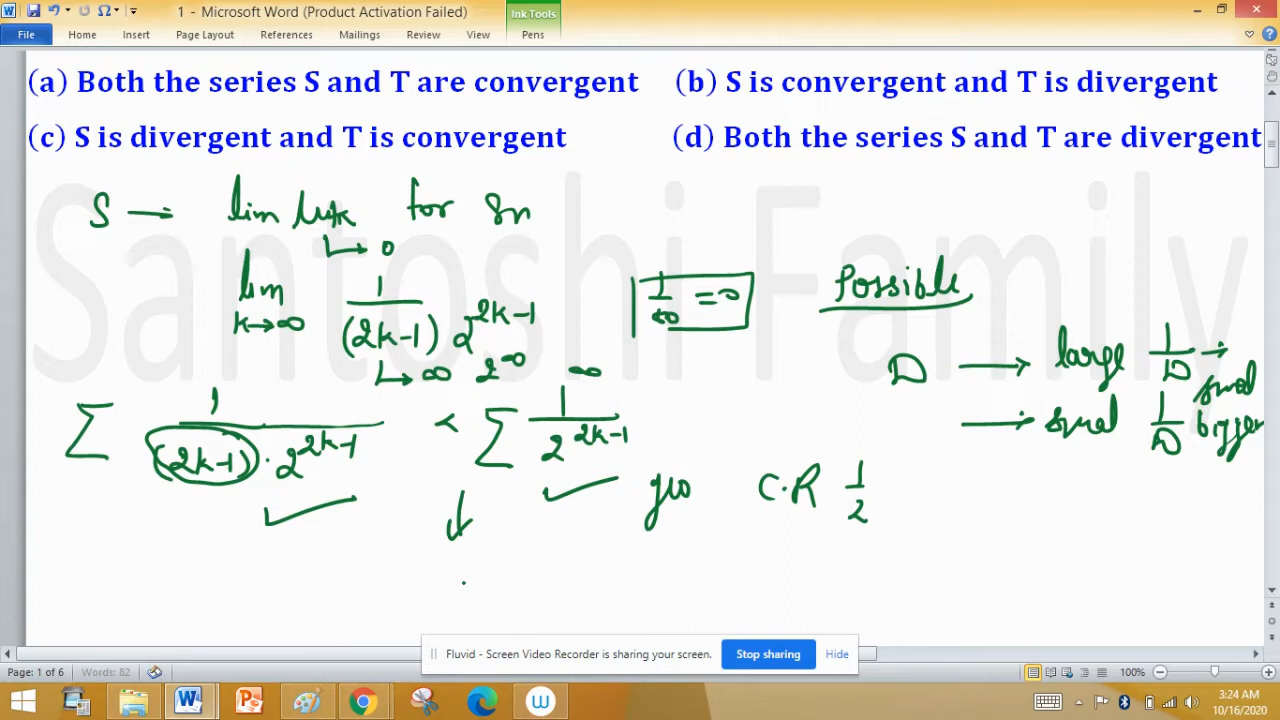 1 - Microsoft Word (Product Activation Failed)
Ink Tools
File Home Insert Page Layout References Mailings Review View Pens
(a) Both the series S and T are convergent (b) S is convergent and T is divergent
(c) S is divergent and T is convergent (d) Both the series S and T are divergent
Santoshi Family
S — lim for Sn
↳ 0
lim k→∞ 1/((2k-1) 2^(2k-1))
1/∞ = 0
Possible
↳ ∞ 2^∞ ∞
D → large 1/D → small
→ small 1/D bigger
Σ 1/((2k-1) · 2^(2k-1)) < Σ 1/2^(2k-1)
✓ ↓ ✓ geo C.R 1/2
Fluvid - Screen Video Recorder is sharing your screen. Stop sharing Hide
Page: 1 of 6 Words: 82 100%
3:24 AM
10/16/2020